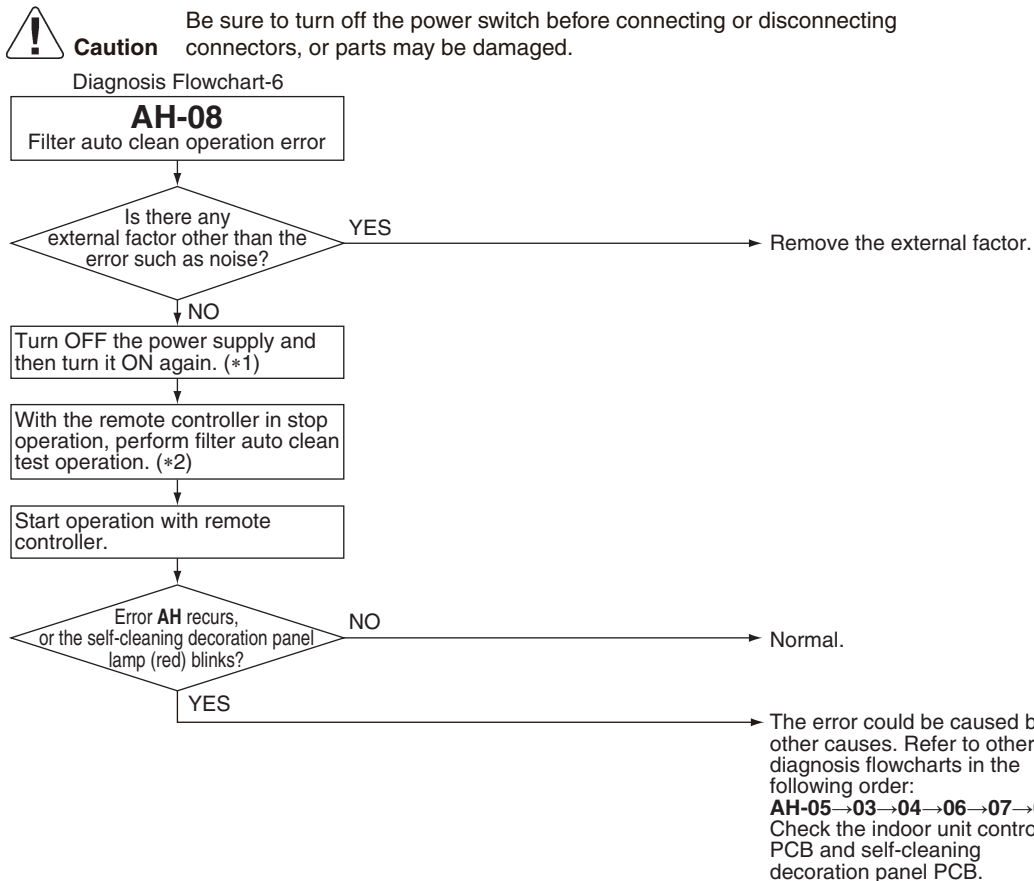 Be sure to turn off the power switch before connecting or disconnecting
Caution connectors, or parts may be damaged.
Diagnosis Flowchart-6
AH-08
Filter auto clean operation error
Is there any
external factor other than the
error such as noise?
YES
Remove the external factor.
NO
Turn OFF the power supply and
then turn it ON again. (*1)
With the remote controller in stop
operation, perform filter auto clean
test operation. (*2)
Start operation with remote
controller.
Error AH recurs,
or the self-cleaning decoration panel
lamp (red) blinks?
NO
Normal.
YES
The error could be caused
other causes. Refer to other
diagnosis flowcharts in the
following order:
AH-05→03→04→06→07→
Check the indoor unit
PCB and self-cleaning
decoration panel PCB.